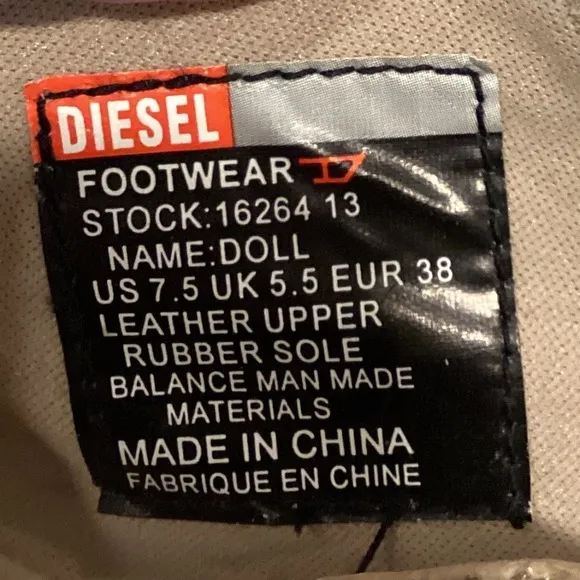 DIESEL
FOOTWEAR
STOCK:16264 13
NAME:DOLL
US 7.5 UK 5.5 EUR 38
LEATHER UPPER
RUBBER SOLE
BALANCE MAN MADE
MATERIALS
MADE IN CHINA
FABRIQUE EN CHINE